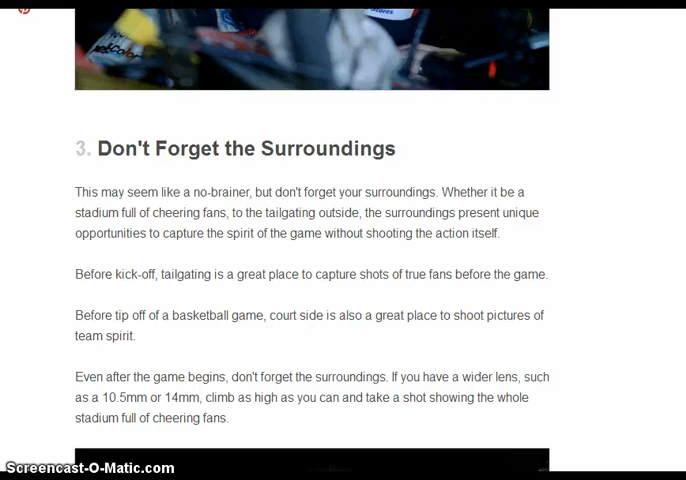 3. Don't Forget the Surroundings
This may seem like a no-brainer, but don't forget your surroundings. Whether it be a
stadium full of cheering fans, to the tailgating outside, the surroundings present unique
opportunities to capture the spirit of the game without shooting the action itself.
Before kick-off, tailgating is a great place to capture shots of true fans before the game.
Before tip off of a basketball game, court side is also a great place to shoot pictures of
team spirit.
Even after the game begins, don't forget the surroundings. If you have a wider lens, such
as a 10.5mm or 14mm, climb as high as you can and take a shot showing the whole
stadium full of cheering fans.
Screencast-O-Matic.com